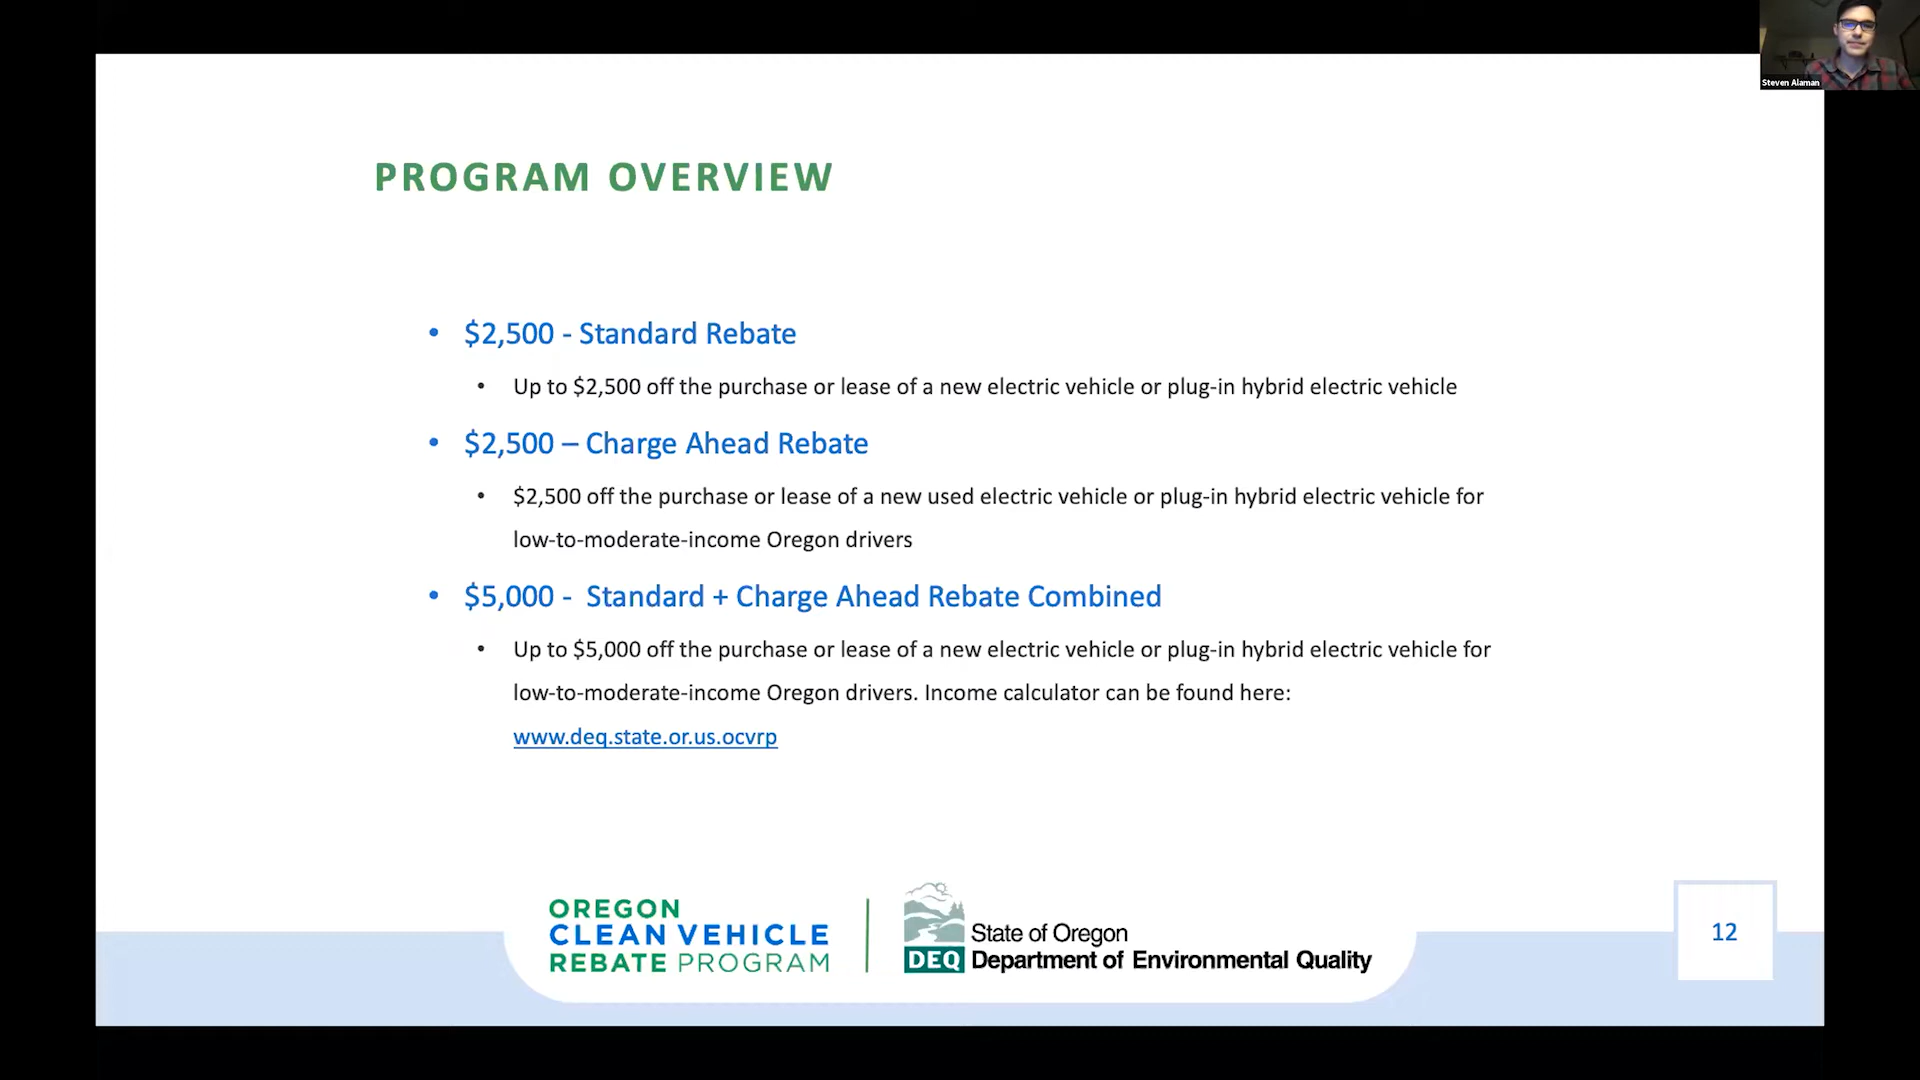 Steven Alaman
PROGRAM OVERVIEW
• $2,500 - Standard Rebate
• Up to $2,500 off the purchase or lease of a new electric vehicle or plug-in hybrid electric vehicle
• $2,500 – Charge Ahead Rebate
• $2,500 off the purchase or lease of a new used electric vehicle or plug-in hybrid electric vehicle for
low-to-moderate-income Oregon drivers
• $5,000 - Standard + Charge Ahead Rebate Combined
• Up to $5,000 off the purchase or lease of a new electric vehicle or plug-in hybrid electric vehicle for
low-to-moderate-income Oregon drivers. Income calculator can be found here:
www.deq.state.or.us.ocvrp
OREGON
CLEAN VEHICLE
REBATE PROGRAM
State of Oregon
DEQ Department of Environmental Quality
12